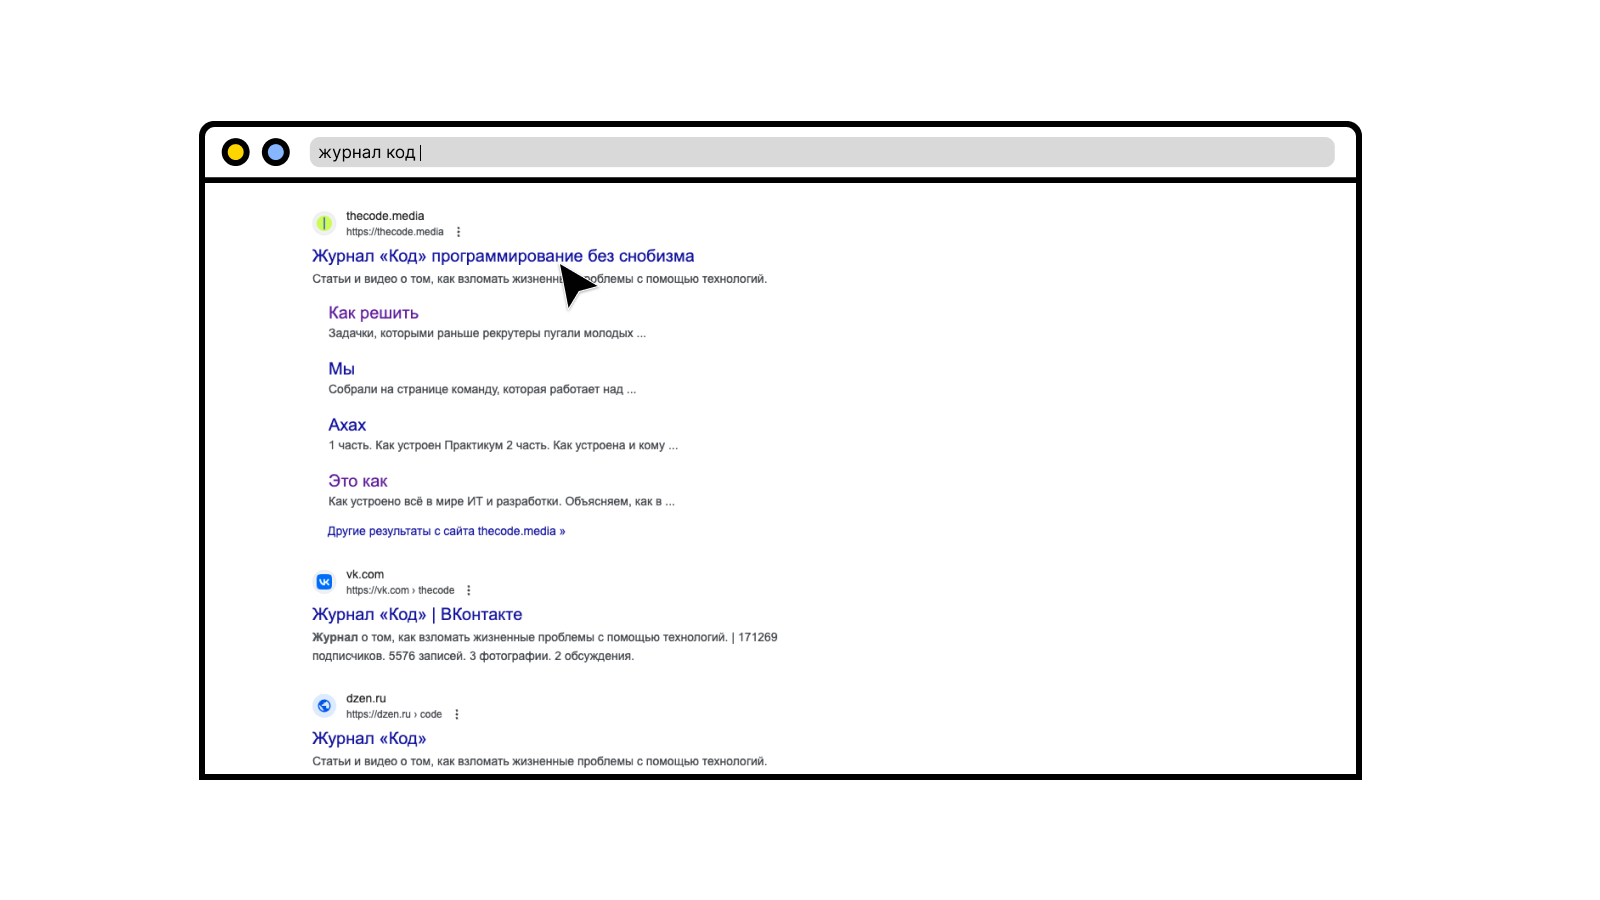 журнал код
thecode.media
https://thecode.media
Журнал «Код» программирование без снобизма
Статьи и видео о том, как взломать жизненные проблемы с помощью технологий.
Как решить
Задачки, которыми раньше рекрутеры пугали молодых ...
Мы
Собрали на странице команду, которая работает над ...
Ахах
1 часть. Как устроен Практикум 2 часть. Как устроена и кому ...
Это как
Как устроено всё в мире ИТ и разработки. Объясняем, как в ...
Другие результаты с сайта thecode.media »
vk.com
https://vk.com › thecode
Журнал «Код» | ВКонтакте
Журнал о том, как взломать жизненные проблемы с помощью технологий. | 171269
подписчиков. 5576 записей. 3 фотографии. 2 обсуждения.
dzen.ru
https://dzen.ru › code
Журнал «Код»
Статьи и видео о том, как взломать жизненные проблемы с помощью технологий.